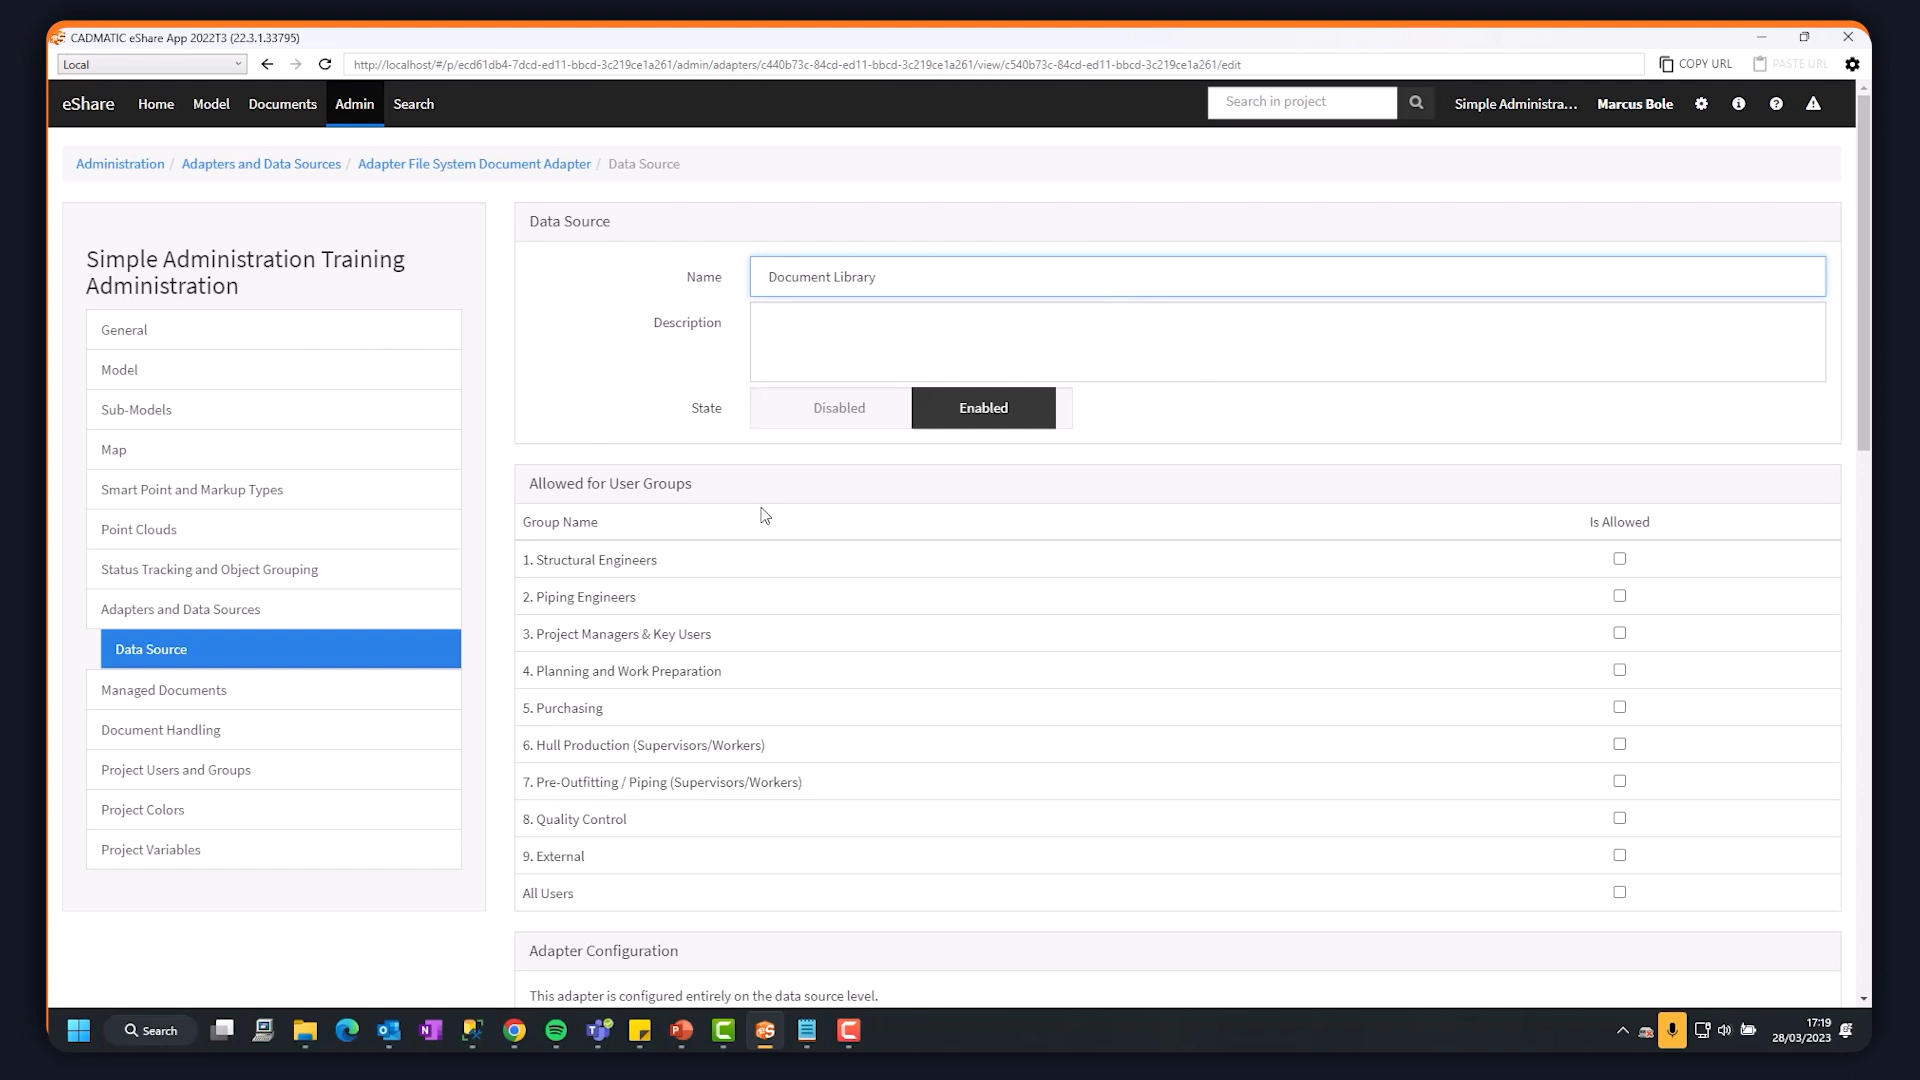 CADMATIC eShare App 2022T3 (22.3.1.33795)
Local
http://localhost/#/p/ecd61db4-7dcd-ed11-bbcd-3c219ce1a261/admin/adapters/c440b73c-84cd-ed11-bbcd-3c219ce1a261/view/c540b73c-84cd-ed11-bbcd-3c219ce1a261/edit
COPY URL
PASTE URL
eShare Home Model Documents Admin Search
Search in project
Simple Administra... Marcus Bole
Administration / Adapters and Data Sources / Adapter File System Document Adapter / Data Source
Simple Administration Training
Administration
General
Model
Sub-Models
Map
Smart Point and Markup Types
Point Clouds
Status Tracking and Object Grouping
Adapters and Data Sources
Data Source
Managed Documents
Document Handling
Project Users and Groups
Project Colors
Project Variables
Data Source
Name Document Library
Description
State Disabled Enabled
Allowed for User Groups
Group Name Is Allowed
1. Structural Engineers
2. Piping Engineers
3. Project Managers & Key Users
4. Planning and Work Preparation
5. Purchasing
6. Hull Production (Supervisors/Workers)
7. Pre-Outfitting / Piping (Supervisors/Workers)
8. Quality Control
9. External
All Users
Adapter Configuration
This adapter is configured entirely on the data source level.
Search
17:19
28/03/2023